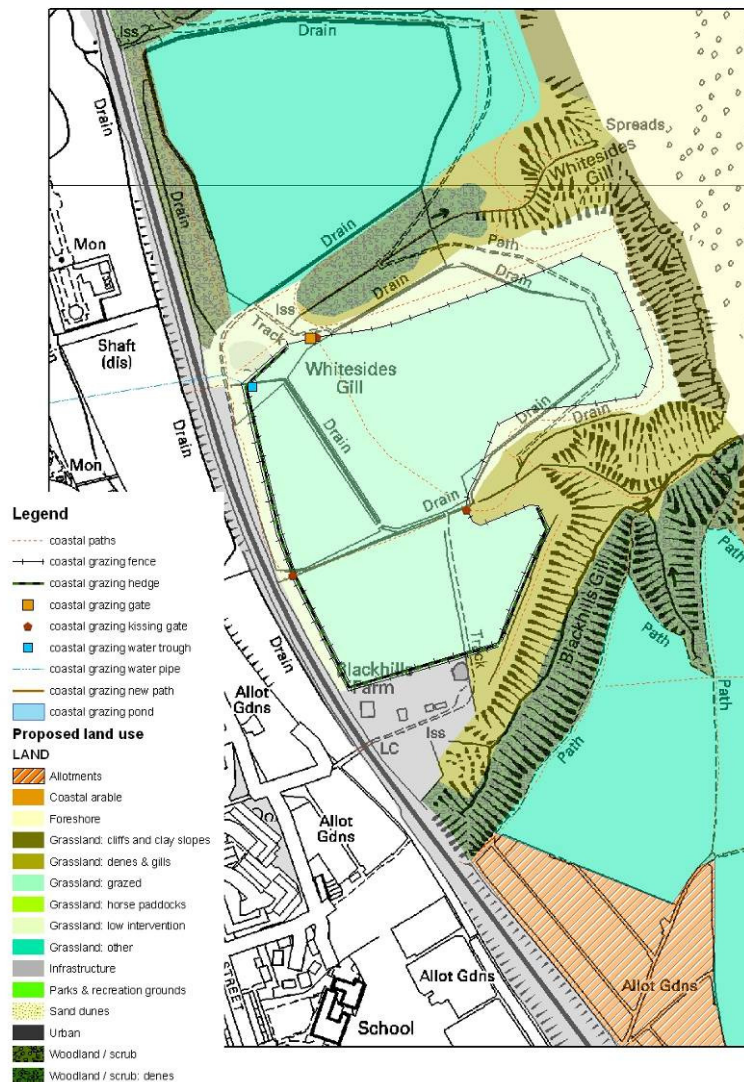 Iss
Drain
Drain
Drain
Spreads
Whitesides
Gill
Drain
Mon
Path
Drain
Drain
Iss
Track
Shaft
(dis)
Whitesides
Gill
Drain
Drain
Drain
Drain
Mon
Drain
Path
Legend
coastal paths
coastal grazing fence
coastal grazing hedge
coastal grazing gate
coastal grazing kissing gate
coastal grazing water trough
coastal grazing water pipe
coastal grazing new path
coastal grazing pond
Proposed land use
LAND
Allotments
Coastal arable
Foreshore
Grassland: cliffs and clay slopes
Grassland: denes & gills
Grassland: grazed
Grassland: horse paddocks
Grassland: low intervention
Grassland: other
Infrastructure
Parks & recreation grounds
Sand dunes
Urban
Woodland / scrub
Woodland / scrub: denes
Drain
Track
Blackhills Gill
Path
Path
Path
Blackhills
Farm
Allot
Gdns
Iss
LC
Allot
Gdns
STREET
Allot Gdns
Allot Gdns
School